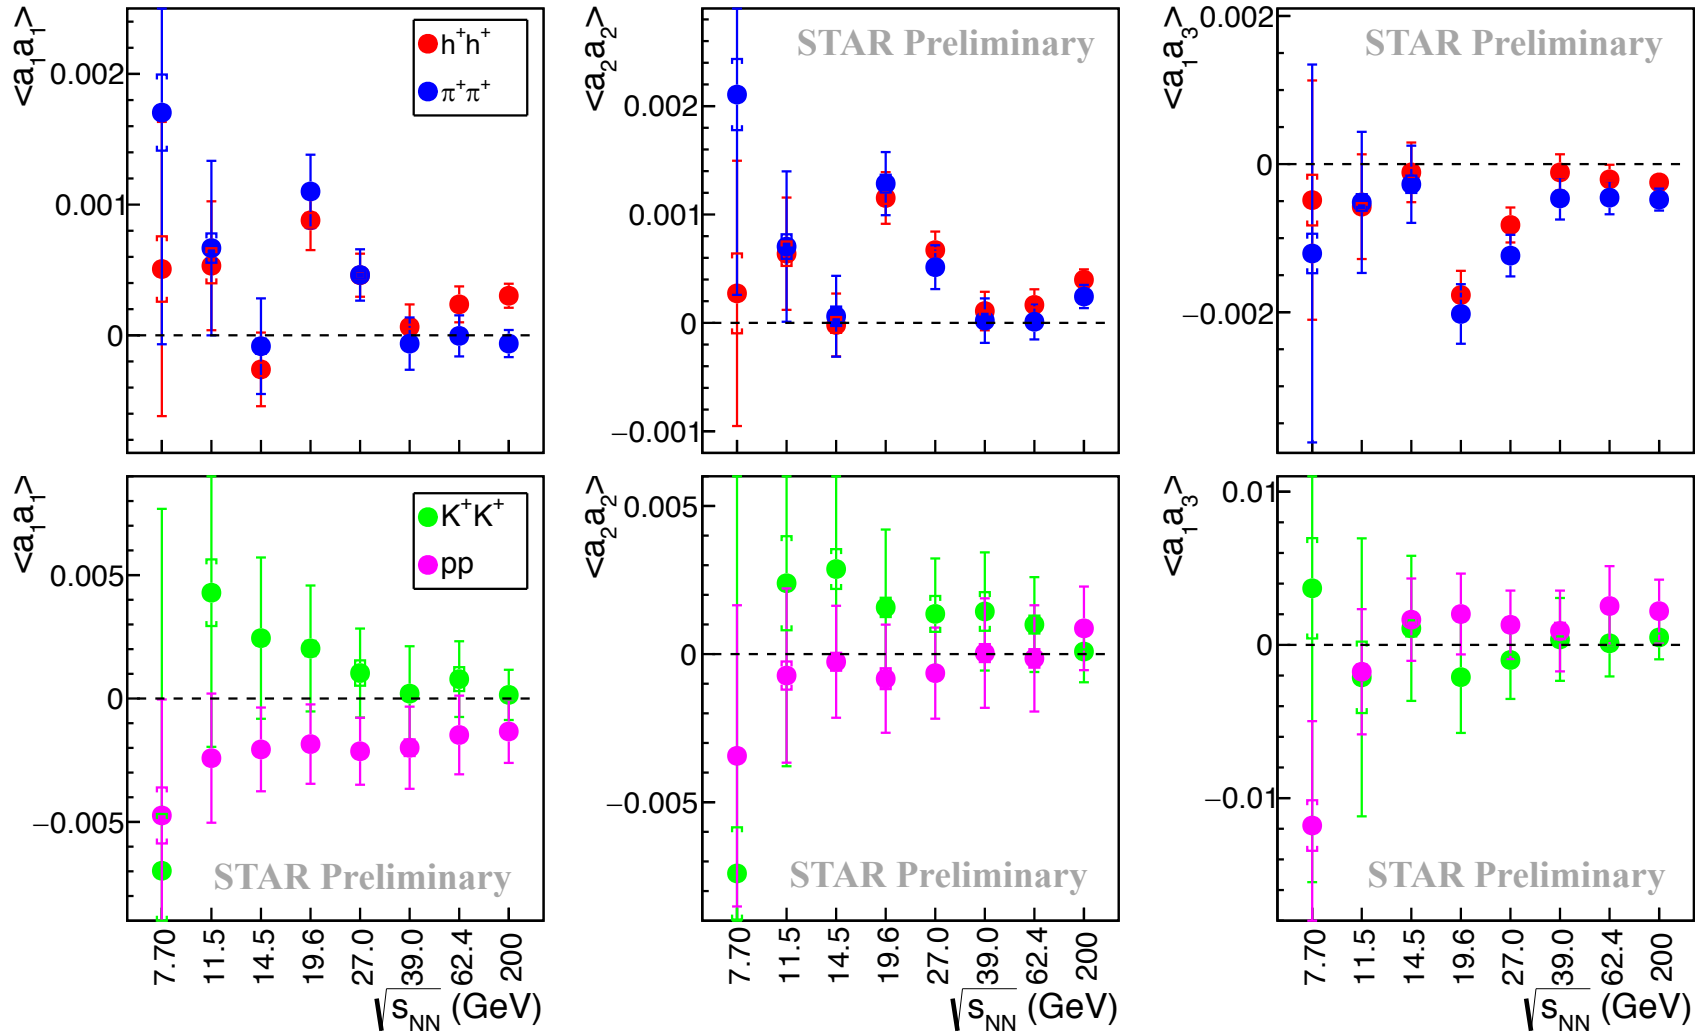 <a₁a₁>
0.002
0.001
0
h⁺h⁺
π⁺π⁺
<a₂a₂>
0.002
0.001
0
−0.001
STAR Preliminary
<a₁a₃>
0.002
0
−0.002
STAR Preliminary
<a₁a₁>
0.005
0
−0.005
K⁺K⁺
pp
STAR Preliminary
7.70 11.5 14.5 19.6 27.0 39.0 62.4 200
√s_NN (GeV)
<a₂a₂>
0.005
0
−0.005
STAR Preliminary
7.70 11.5 14.5 19.6 27.0 39.0 62.4 200
√s_NN (GeV)
<a₁a₃>
0.01
0
−0.01
STAR Preliminary
7.70 11.5 14.5 19.6 27.0 39.0 62.4 200
√s_NN (GeV)